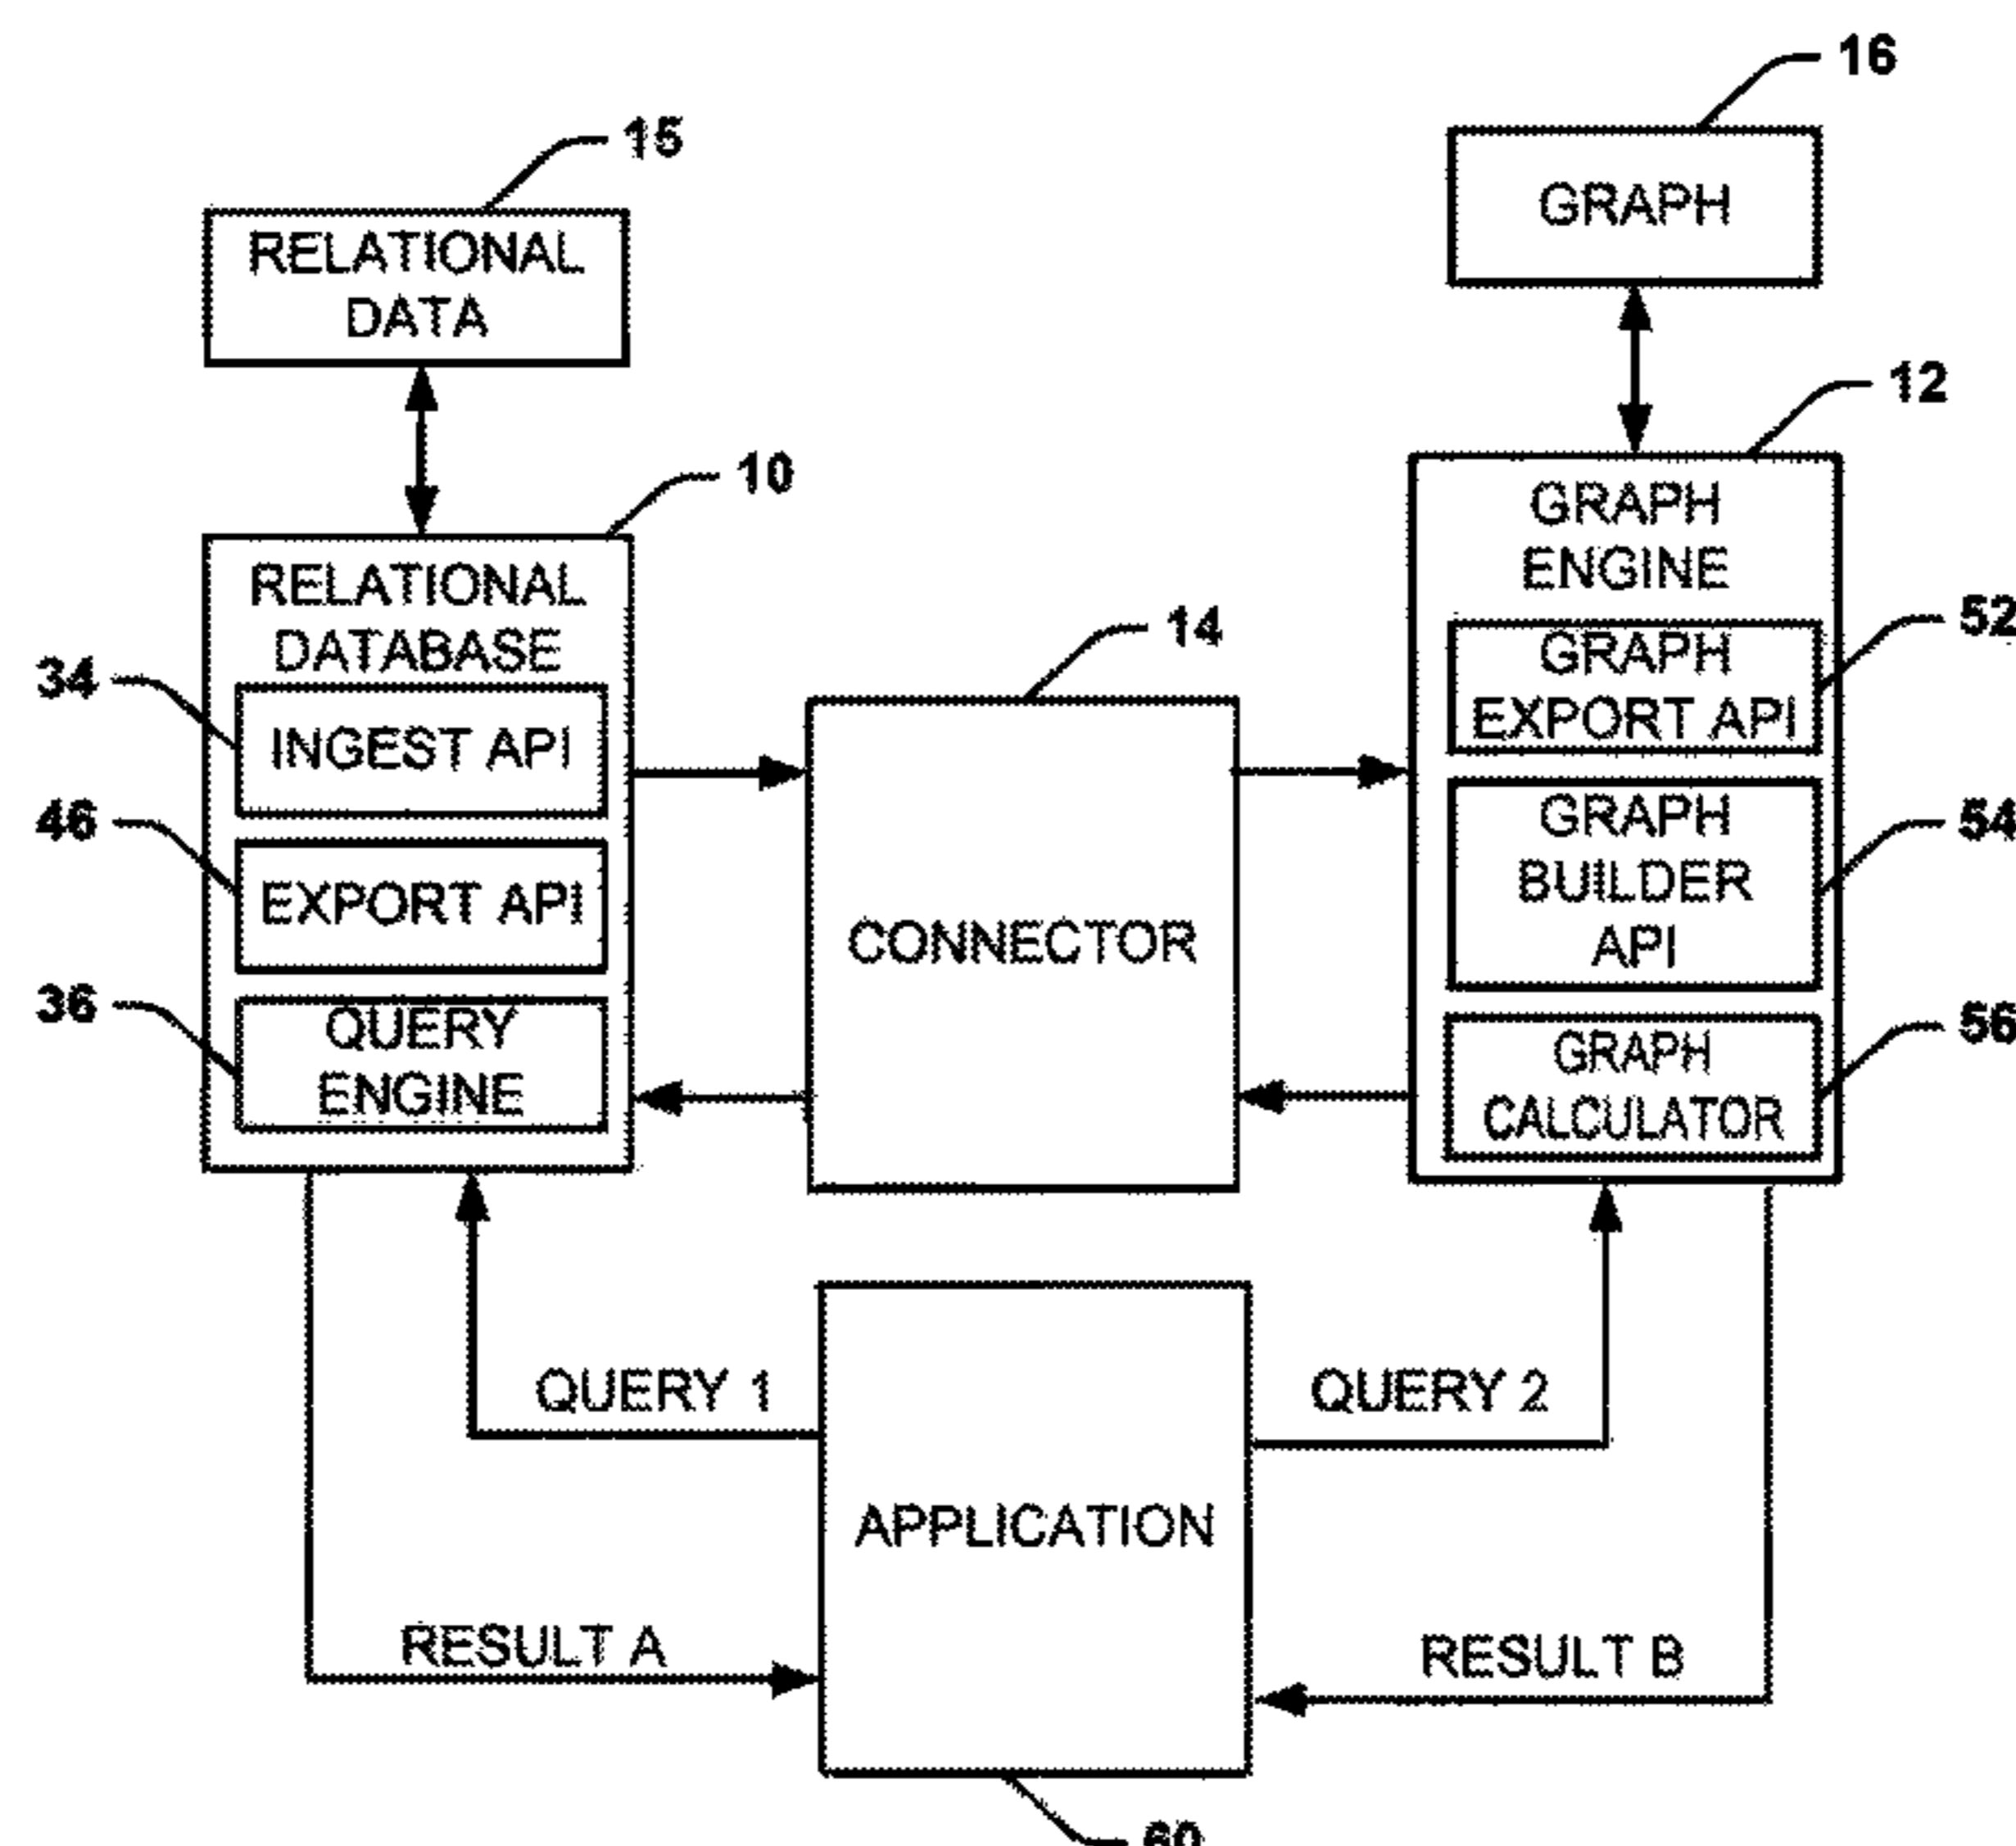 16
15
GRAPH
RELATIONAL
DATA
12
10
GRAPH
ENGINE
RELATIONAL
DATABASE
14
52
GRAPH
EXPORT API
34
INGEST API
46
EXPORT API
CONNECTOR
54
GRAPH
BUILDER
API
36
QUERY
ENGINE
56
GRAPH
CALCULATOR
QUERY 1
QUERY 2
APPLICATION
RESULT A
RESULT B
60